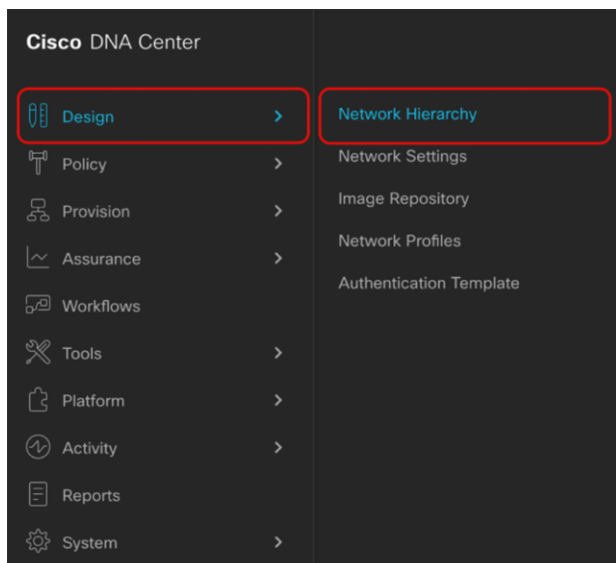 Cisco DNA Center
Design
Policy
Provision
Assurance
Workflows
Tools
Platform
Activity
Reports
System
Network Hierarchy
Network Settings
Image Repository
Network Profiles
Authentication Template